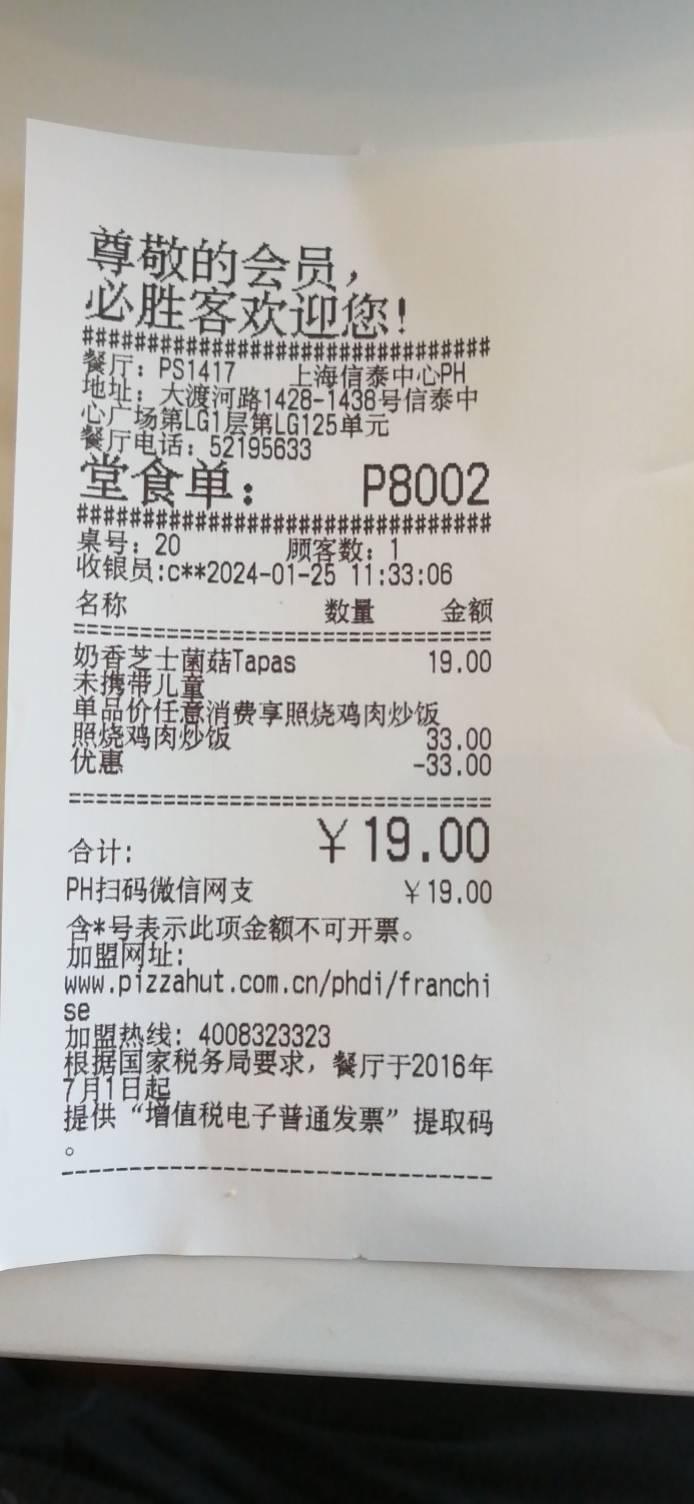 尊敬的会员，
必胜客欢迎您!
################################
餐厅: PS1417 上海信泰中心PH
地址: 大渡河路1428-1438号信泰中
心广场第LG1层第LG125单元
餐厅电话: 52195633
堂食单: P8002
################################
桌号: 20 顾客数: 1
收银员:c**2024-01-25 11:33:06
名称 数量 金额
================================
奶香芝士菌菇Tapas 19.00
未携带儿童
单品价任意消费享照烧鸡肉炒饭
照烧鸡肉炒饭 33.00
优惠 -33.00
================================
合计: ￥19.00
PH扫码微信网支 ￥19.00
含*号表示此项金额不可开票。
加盟网址:
www.pizzahut.com.cn/phdi/franchi
se
加盟热线: 4008323323
根据国家税务局要求，餐厅于2016年
7月1日起
提供“增值税电子普通发票”提取码
。
--------------------------------